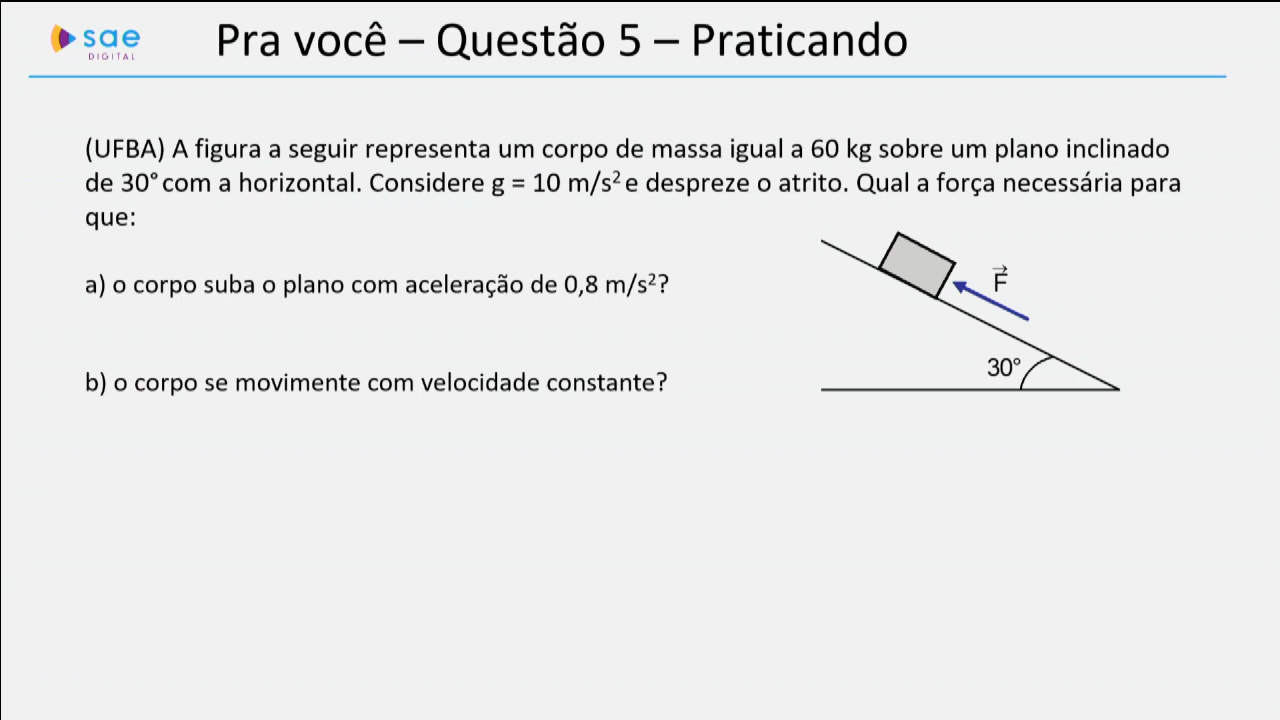 sae
DIGITAL
Pra você – Questão 5 – Praticando
(UFBA) A figura a seguir representa um corpo de massa igual a 60 kg sobre um plano inclinado
de 30° com a horizontal. Considere g = 10 m/s² e despreze o atrito. Qual a força necessária para
que:
a) o corpo suba o plano com aceleração de 0,8 m/s²?
F⃗
30°
b) o corpo se movimente com velocidade constante?